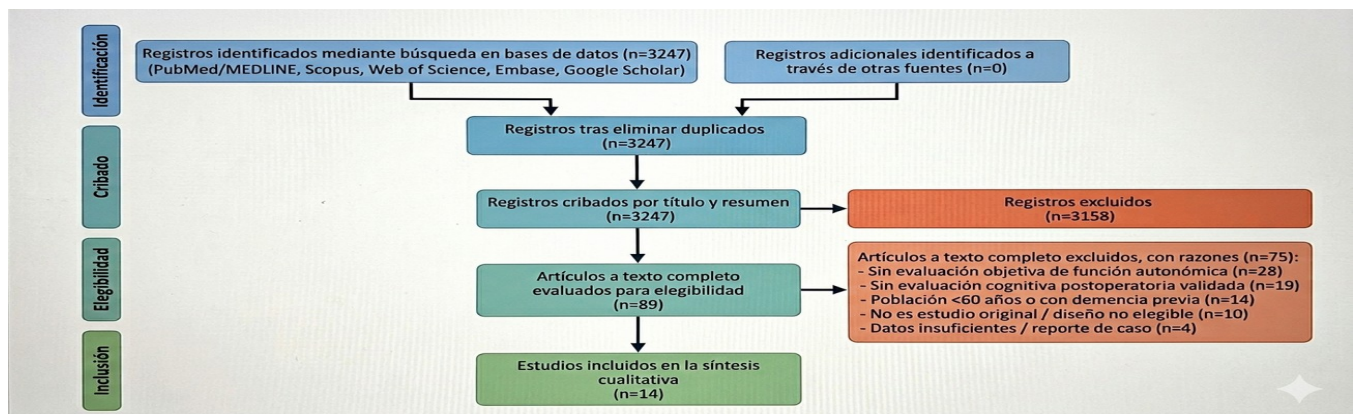 Identificación
Registros identificados mediante búsqueda en bases de datos (n=3247)
(PubMed/MEDLINE, Scopus, Web of Science, Embase, Google Scholar)
Registros adicionales identificados a
través de otras fuentes (n=0)
Cribado
Registros tras eliminar duplicados
(n=3247)
Registros cribados por título y resumen
(n=3247)
Registros excluidos
(n=3158)
Elegibilidad
Artículos a texto completo
evaluados para elegibilidad
(n=89)
Artículos a texto completo excluidos, con razones (n=75):
- Sin evaluación objetiva de función autonómica (n=28)
- Sin evaluación cognitiva postoperatoria validada (n=19)
- Población <60 años o con demencia previa (n=14)
- No es estudio original / diseño no elegible (n=10)
- Datos insuficientes / reporte de caso (n=4)
Inclusión
Estudios incluidos en la síntesis
cualitativa
(n=14)